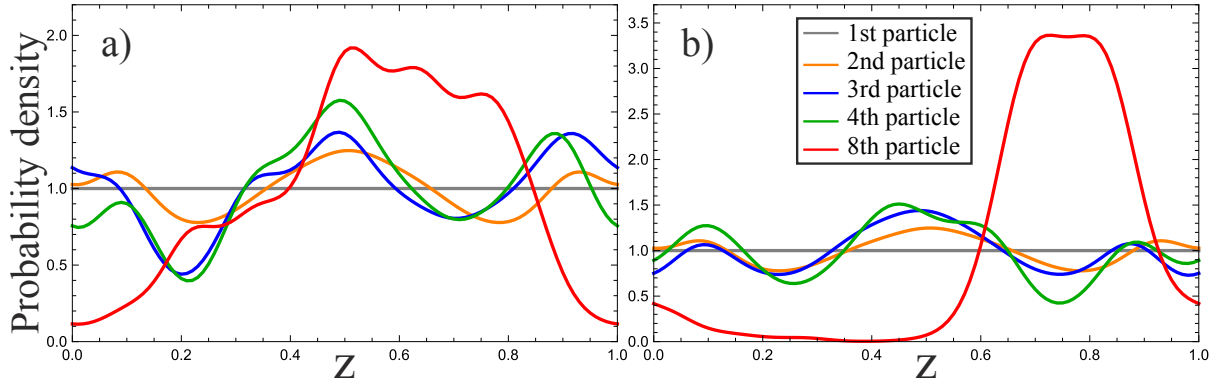 a)
Probability density
2.0
1.5
1.0
0.5
0.0
0.0 0.2 0.4 0.6 0.8 1.0
z
b)
1st particle
2nd particle
3rd particle
4th particle
8th particle
3.5
3.0
2.5
2.0
1.5
1.0
0.5
0.0
0.0 0.2 0.4 0.6 0.8 1.0
z